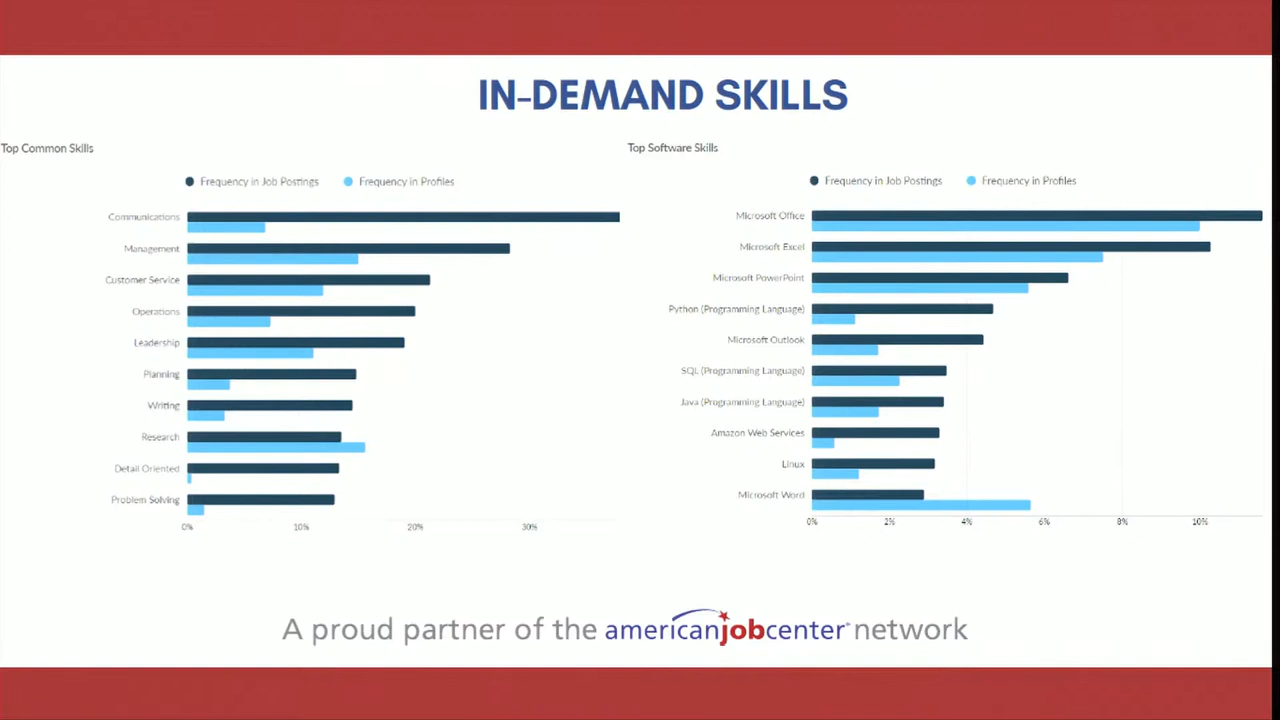 IN-DEMAND SKILLS
Top Common Skills
Frequency in Job Postings
Frequency in Profiles
Communications
Management
Customer Service
Operations
Leadership
Planning
Writing
Research
Detail Oriented
Problem Solving
0% 10% 20% 30%
Top Software Skills
Frequency in Job Postings
Frequency in Profiles
Microsoft Office
Microsoft Excel
Microsoft PowerPoint
Python (Programming Language)
Microsoft Outlook
SQL (Programming Language)
Java (Programming Language)
Amazon Web Services
Linux
Microsoft Word
0% 2% 4% 6% 8% 10%
A proud partner of the americanjobcenter network